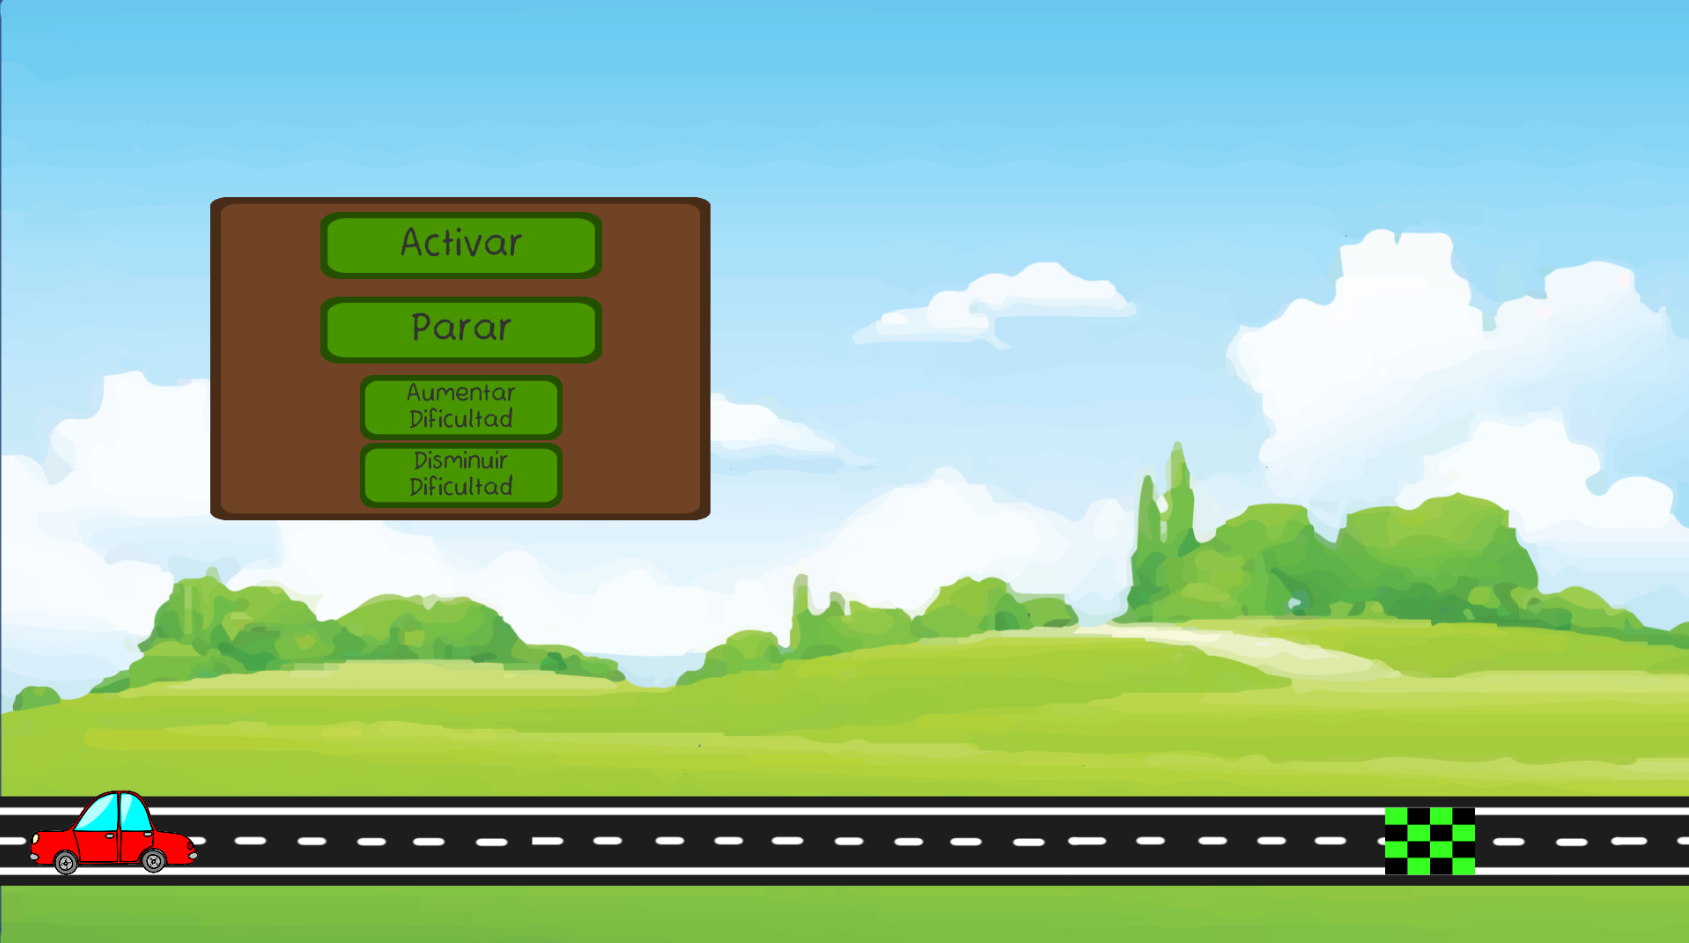 Activar
Parar
Aumentar
Dificultad
Disminuir
Dificultad